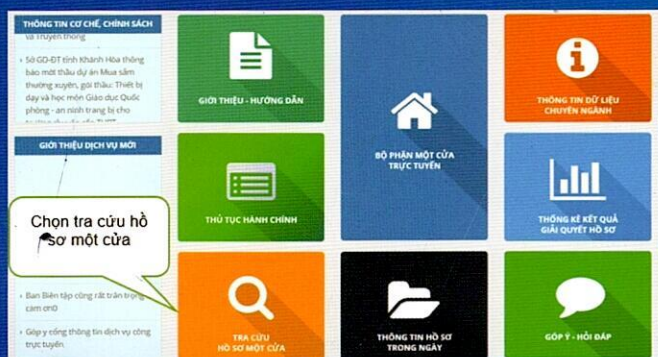 THÔNG TIN CƠ CHẾ, CHÍNH SÁCH
và Truyền thông
› Sở GD-ĐT tỉnh Khánh Hòa thông
báo mời thầu dự án Mua sắm
thường xuyên, gói thầu: Thiết bị
dạy và học môn Giáo dục Quốc
phòng - an ninh trang bị cho
GIỚI THIỆU DỊCH VỤ MỚI
Chọn tra cứu hồ
sơ một cửa
› Ban Biên tập cũng rất trân trọng
cảm ơn0
› Góp ý cổng thông tin dịch vụ công
trực tuyến
GIỚI THIỆU - HƯỚNG DẪN
THỦ TỤC HÀNH CHÍNH
TRA CỨU
HỒ SƠ MỘT CỬA
BỘ PHẬN MỘT CỬA
TRỰC TUYẾN
THÔNG TIN HỒ SƠ
TRONG NGÀY
THÔNG TIN DỮ LIỆU
CHUYÊN NGÀNH
THỐNG KÊ KẾT QUẢ
GIẢI QUYẾT HỒ SƠ
GÓP Ý - HỎI ĐÁP